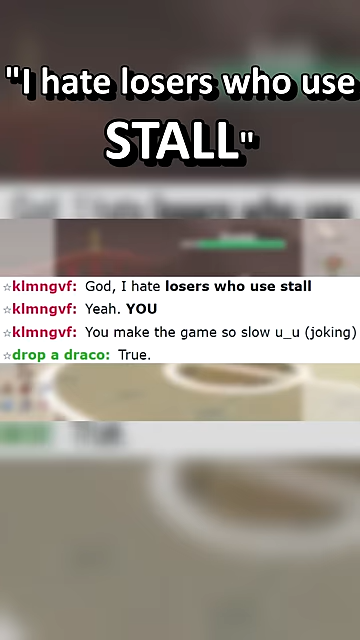 "I hate losers who use
STALL"
☆klmngvf: God, I hate losers who use stall
☆klmngvf: Yeah. YOU
☆klmngvf: You make the game so slow u_u (joking)
☆drop a draco: True.